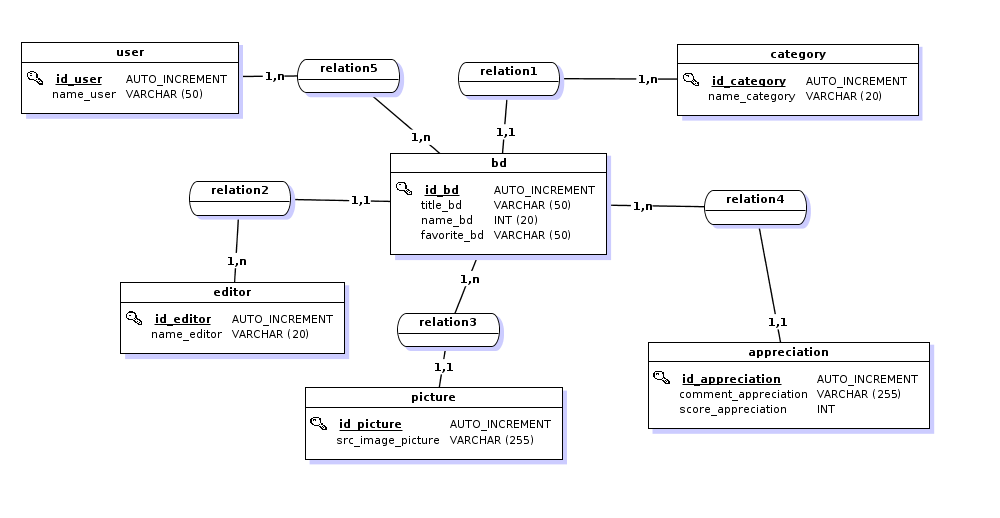 user
id_user AUTO_INCREMENT
name_user VARCHAR (50)
1,n
relation5
1,n
relation1
1,n
1,1
category
id_category AUTO_INCREMENT
name_category VARCHAR (20)
bd
id_bd AUTO_INCREMENT
title_bd VARCHAR (50)
name_bd INT (20)
favorite_bd VARCHAR (50)
relation2
1,1
1,n
editor
id_editor AUTO_INCREMENT
name_editor VARCHAR (20)
1,n
relation4
1,1
appreciation
id_appreciation AUTO_INCREMENT
comment_appreciation VARCHAR (255)
score_appreciation INT
1,n
relation3
1,1
picture
id_picture AUTO_INCREMENT
src_image_picture VARCHAR (255)